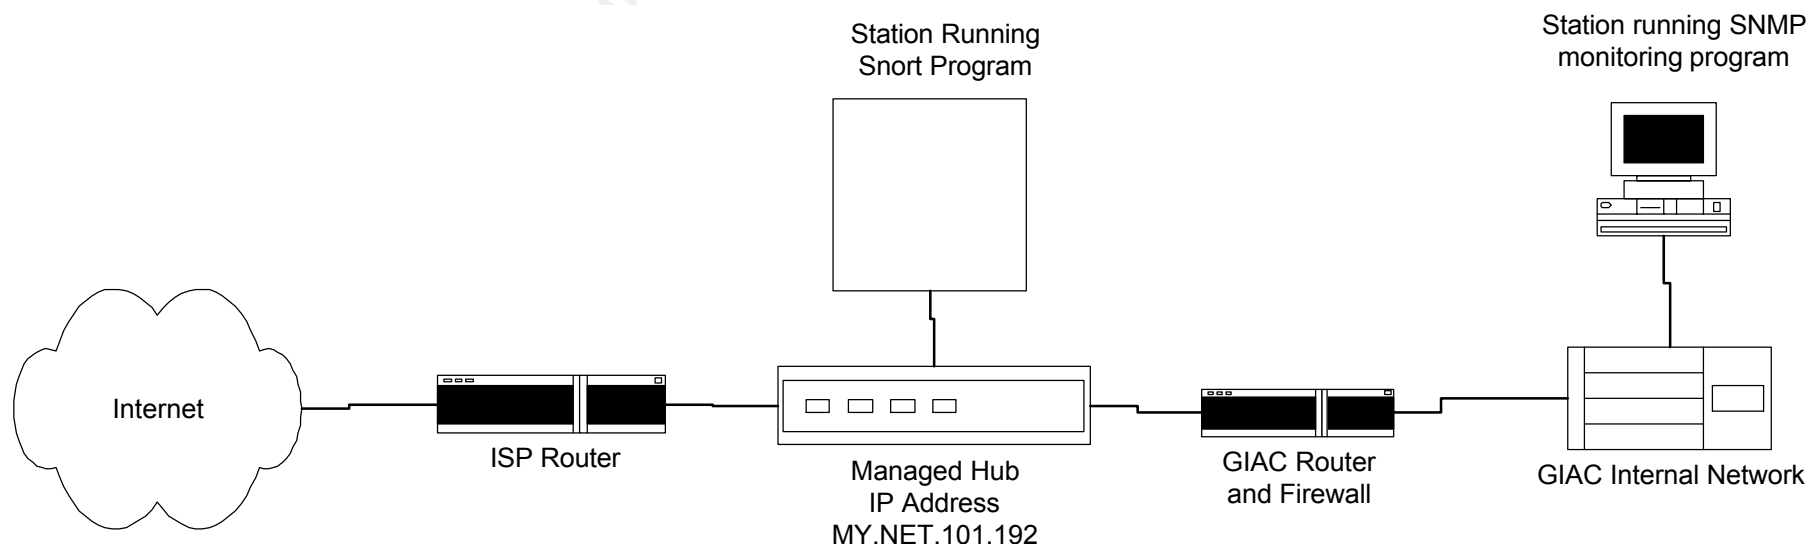 Station Running
Snort Program
Station running SNMP
monitoring program
Internet
ISP Router
Managed Hub
IP Address
MY.NET.101.192
GIAC Router
and Firewall
GIAC Internal Network